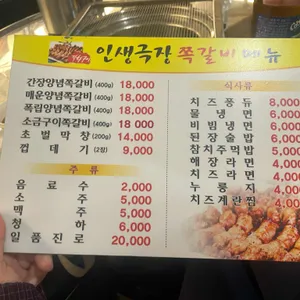 인생극장 쪽갈비 메뉴
간장양념쪽갈비 (400g) 18,000
매운양념쪽갈비 (400g) 18,000
폭립양념쪽갈비 (400g) 18,000
소금구이쪽갈비 (400g) 18,000
초벌막창 (200g) 14,000
껍데기 (2장) 9,000
주류
음료수 2,000
소주 5,000
맥주 5,000
청하 6,000
일품진로 20,000
식사류
치즈퐁듀 8,000
물냉면 6,000
비빔냉면 6,000
된장술밥 6,000
참치주먹밥 5,000
해장라면 4,000
치즈라면 4,000
누룽지 4,000
치즈계란찜 4,000